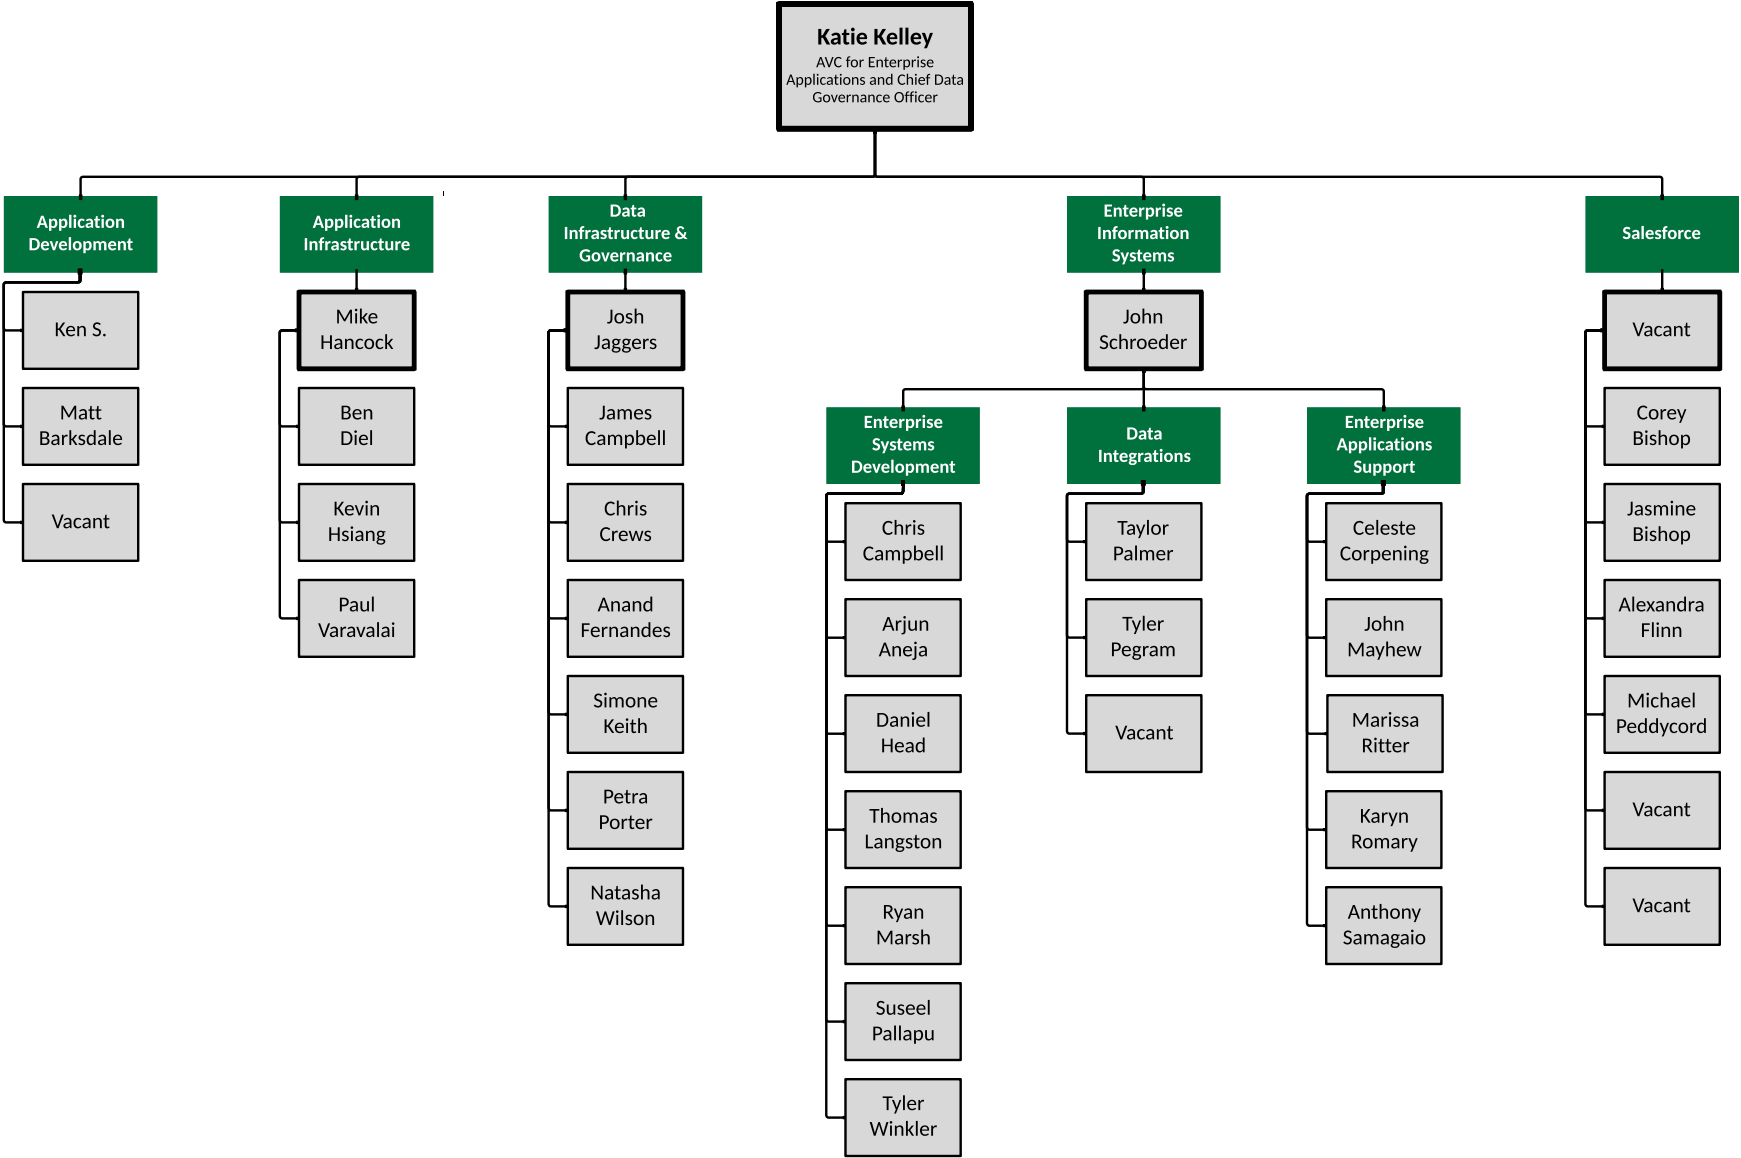 Katie Kelley
AVC for Enterprise
Applications and Chief Data
Governance Officer
Application
Development
Ken S.
Matt
Barksdale
Vacant
Application
Infrastructure
Mike
Hancock
Ben
Diel
Kevin
Hsiang
Paul
Varavalai
Data
Infrastructure &
Governance
Josh
Jaggers
James
Campbell
Chris
Crews
Anand
Fernandes
Simone
Keith
Petra
Porter
Natasha
Wilson
Enterprise
Information
Systems
John
Schroeder
Enterprise
Systems
Development
Chris
Campbell
Arjun
Aneja
Daniel
Head
Thomas
Langston
Ryan
Marsh
Suseel
Pallapu
Tyler
Winkler
Data
Integrations
Taylor
Palmer
Tyler
Pegram
Vacant
Enterprise
Applications
Support
Celeste
Corpening
John
Mayhew
Marissa
Ritter
Karyn
Romary
Anthony
Samagaio
Salesforce
Vacant
Corey
Bishop
Jasmine
Bishop
Alexandra
Flinn
Michael
Peddycord
Vacant
Vacant